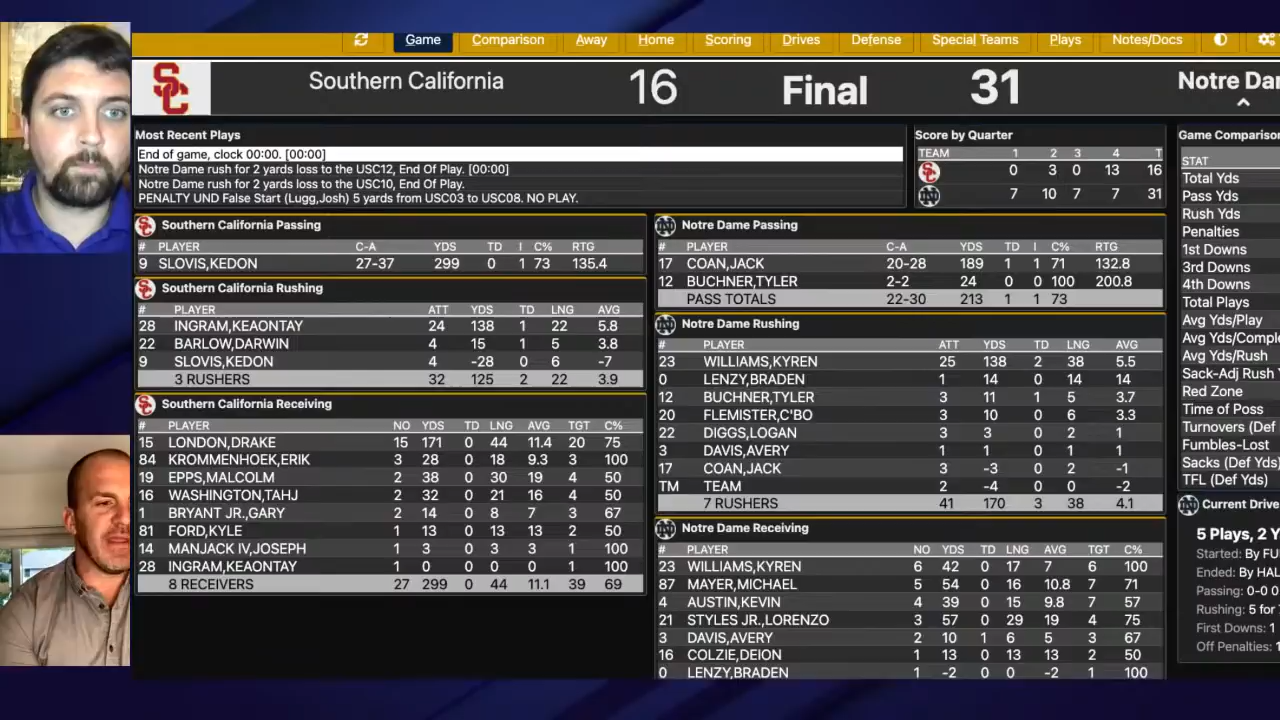 Game Comparison Away Home Scoring Drives Defense Special Teams Plays Notes/Docs
SC Southern California 16 Final 31 Notre Dar
Most Recent Plays
End of game, clock 00:00. [00:00]
Notre Dame rush for 2 yards loss to the USC12, End Of Play. [00:00]
Notre Dame rush for 2 yards loss to the USC10, End Of Play.
PENALTY UND False Start (Lugg,Josh) 5 yards from USC03 to USC08. NO PLAY.
Score by Quarter
TEAM 1 2 3 4 T
0 3 0 13 16
7 10 7 7 31
Southern California Passing
# PLAYER C-A YDS TD I C% RTG
9 SLOVIS,KEDON 27-37 299 0 1 73 135.4
Southern California Rushing
# PLAYER ATT YDS TD LNG AVG
28 INGRAM,KEAONTAY 24 138 1 22 5.8
22 BARLOW,DARWIN 4 15 1 5 3.8
9 SLOVIS,KEDON 4 -28 0 6 -7
3 RUSHERS 32 125 2 22 3.9
Southern California Receiving
# PLAYER NO YDS TD LNG AVG TGT C%
15 LONDON,DRAKE 15 171 0 44 11.4 20 75
84 KROMMENHOEK,ERIK 3 28 0 18 9.3 3 100
19 EPPS,MALCOLM 2 38 0 30 19 4 50
16 WASHINGTON,TAHJ 2 32 0 21 16 4 50
1 BRYANT JR.,GARY 2 14 0 8 7 3 67
81 FORD,KYLE 1 13 0 13 13 2 50
14 MANJACK IV,JOSEPH 1 3 0 3 3 1 100
28 INGRAM,KEAONTAY 1 0 0 0 0 1 100
8 RECEIVERS 27 299 0 44 11.1 39 69
Notre Dame Passing
# PLAYER C-A YDS TD I C% RTG
17 COAN,JACK 20-28 189 1 1 71 132.8
12 BUCHNER,TYLER 2-2 24 0 0 100 200.8
PASS TOTALS 22-30 213 1 1 73
Notre Dame Rushing
# PLAYER ATT YDS TD LNG AVG
23 WILLIAMS,KYREN 25 138 2 38 5.5
0 LENZY,BRADEN 1 14 0 14 14
12 BUCHNER,TYLER 3 11 1 5 3.7
20 FLEMISTER,C'BO 3 10 0 6 3.3
22 DIGGS,LOGAN 3 3 0 2 1
3 DAVIS,AVERY 1 1 0 1 1
17 COAN,JACK 3 -3 0 2 -1
TM TEAM 2 -4 0 0 -2
7 RUSHERS 41 170 3 38 4.1
Notre Dame Receiving
# PLAYER NO YDS TD LNG AVG TGT C%
23 WILLIAMS,KYREN 6 42 0 17 7 6 100
87 MAYER,MICHAEL 5 54 0 16 10.8 7 71
4 AUSTIN,KEVIN 4 39 0 15 9.8 7 57
21 STYLES JR.,LORENZO 3 57 0 29 19 4 75
3 DAVIS,AVERY 2 10 1 6 5 3 67
16 COLZIE,DEION 1 13 0 13 13 2 50
0 LENZY,BRADEN 1 -2 0 0 -2 1 100
Game Comparison
STAT
Total Yds
Pass Yds
Rush Yds
Penalties
1st Downs
3rd Downs
4th Downs
Total Plays
Avg Yds/Play
Avg Yds/Comple
Avg Yds/Rush
Sack-Adj Rush
Red Zone
Time of Poss
Turnovers (Def
Fumbles-Lost
Sacks (Def Yds)
TFL (Def Yds)
Current Drive
5 Plays, 2 Y
Started: By FU
Ended: By HAL
Passing: 0-0 0
Rushing: 5 for
First Downs: 1
Off Penalties: 1